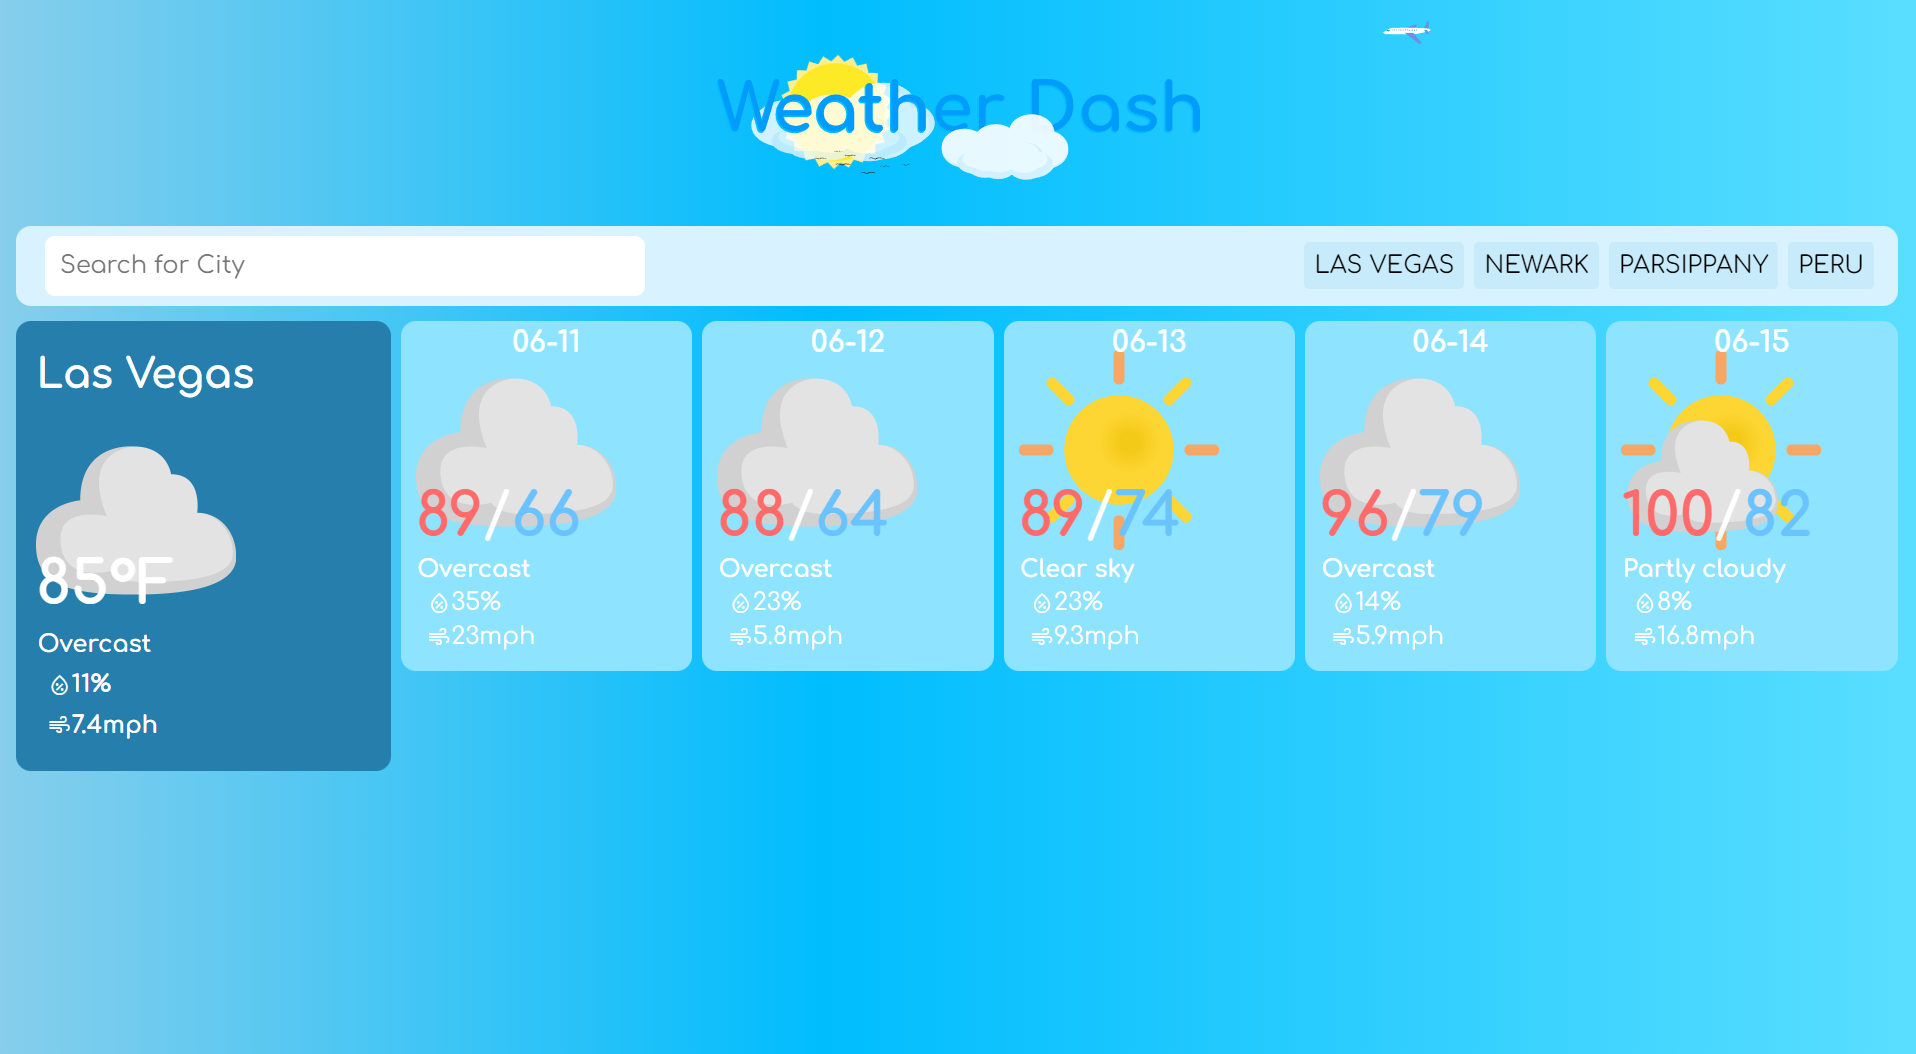 Weather Dash
Search for City
LAS VEGAS
NEWARK
PARSIPPANY
PERU
Las Vegas
85°F
Overcast
11%
7.4mph
06-11
89/66
Overcast
35%
23mph
06-12
88/64
Overcast
23%
5.8mph
06-13
89/74
Clear sky
23%
9.3mph
06-14
96/79
Overcast
14%
5.9mph
06-15
100/82
Partly cloudy
8%
16.8mph